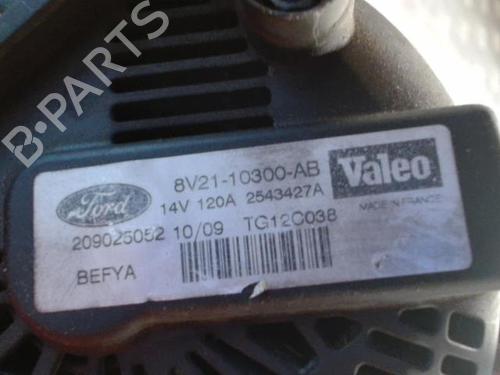 B-PARTS
Ford
8V21-10300-AB
Valeo
14V 120A 2543427A
MADE IN FRANCE
209025052 10/09 TG12C038
BEFYA